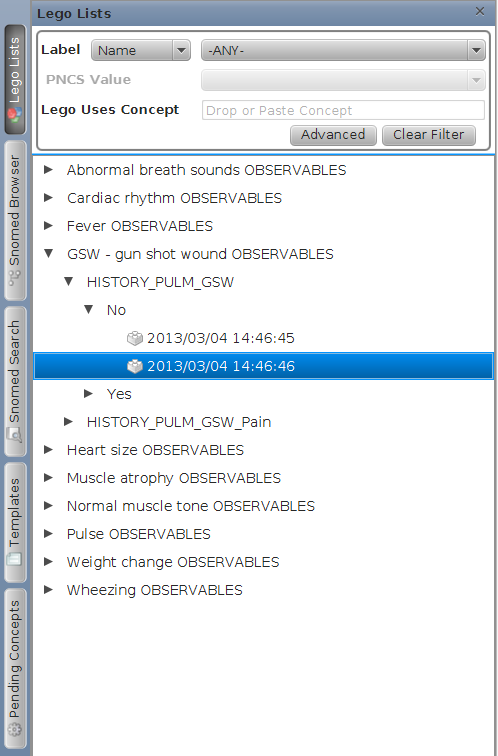 Lego Lists
Label Name -ANY-
PNCS Value
Lego Uses Concept Drop or Paste Concept
Advanced Clear Filter
Abnormal breath sounds OBSERVABLES
Cardiac rhythm OBSERVABLES
Fever OBSERVABLES
GSW - gun shot wound OBSERVABLES
HISTORY_PULM_GSW
No
2013/03/04 14:46:45
2013/03/04 14:46:46
Yes
HISTORY_PULM_GSW_Pain
Heart size OBSERVABLES
Muscle atrophy OBSERVABLES
Normal muscle tone OBSERVABLES
Pulse OBSERVABLES
Weight change OBSERVABLES
Wheezing OBSERVABLES
Lego Lists
Snomed Browser
Snomed Search
Templates
Pending Concepts